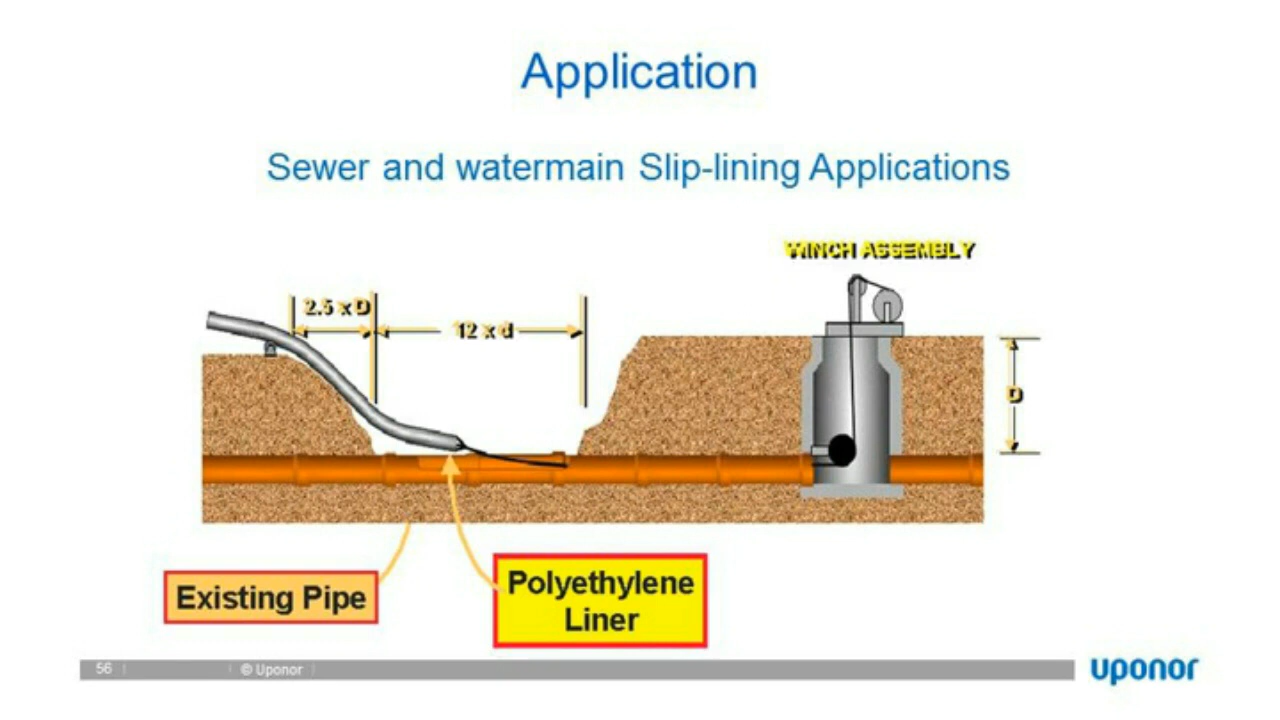 Application
Sewer and watermain Slip-lining Applications
WINCH ASSEMBLY
2.5 x D
12 x d
D
Existing Pipe
Polyethylene
Liner
56
© Uponor
uponor